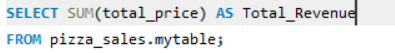 SELECT SUM(total_price) AS Total_Revenue
FROM pizza_sales.mytable;